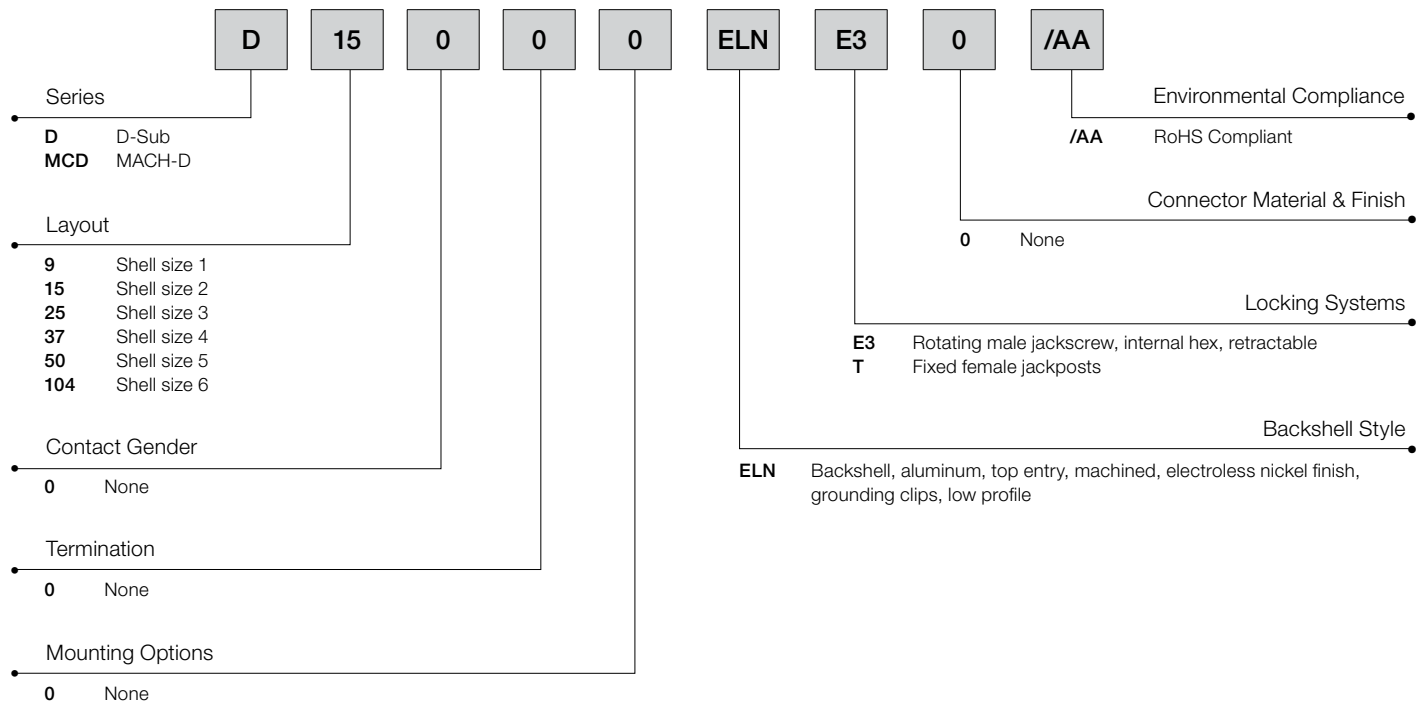 D 15 0 0 0 ELN E3 0 /AA
Series
D D-Sub
MCD MACH-D
Layout
9 Shell size 1
15 Shell size 2
25 Shell size 3
37 Shell size 4
50 Shell size 5
104 Shell size 6
Contact Gender
0 None
Termination
0 None
Mounting Options
0 None
Environmental Compliance
/AA RoHS Compliant
Connector Material & Finish
0 None
Locking Systems
E3 Rotating male jackscrew, internal hex, retractable
T Fixed female jackposts
Backshell Style
ELN Backshell, aluminum, top entry, machined, electroless nickel finish,
grounding clips, low profile